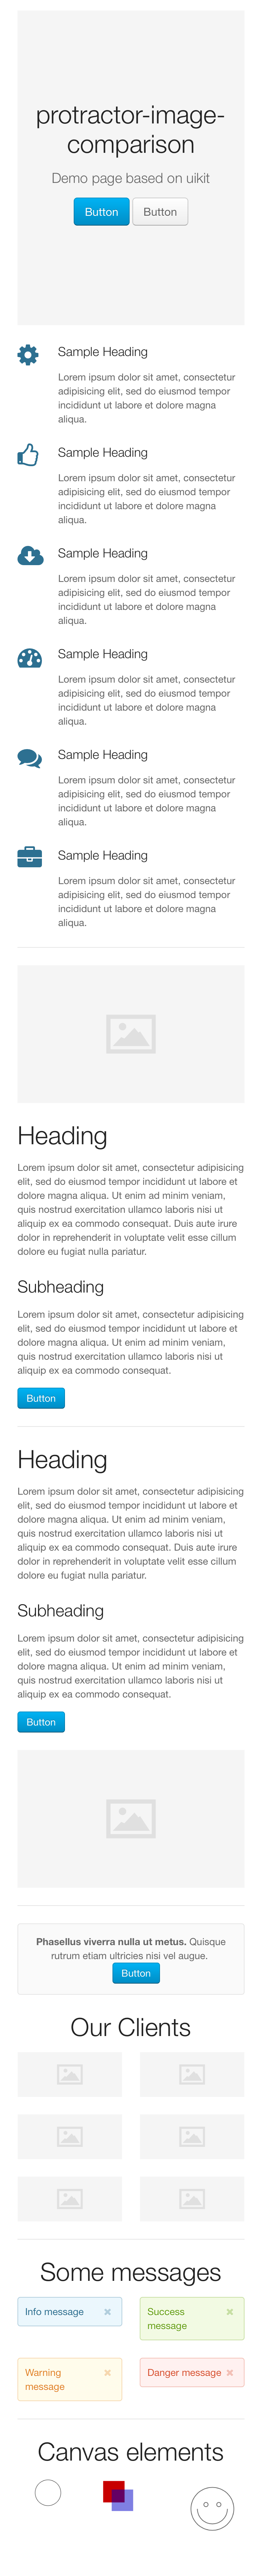 protractor-image-
comparison
Demo page based on uikit
Button Button
Sample Heading
Lorem ipsum dolor sit amet, consectetur
adipisicing elit, sed do eiusmod tempor
incididunt ut labore et dolore magna
aliqua.
Sample Heading
Lorem ipsum dolor sit amet, consectetur
adipisicing elit, sed do eiusmod tempor
incididunt ut labore et dolore magna
aliqua.
Sample Heading
Lorem ipsum dolor sit amet, consectetur
adipisicing elit, sed do eiusmod tempor
incididunt ut labore et dolore magna
aliqua.
Sample Heading
Lorem ipsum dolor sit amet, consectetur
adipisicing elit, sed do eiusmod tempor
incididunt ut labore et dolore magna
aliqua.
Sample Heading
Lorem ipsum dolor sit amet, consectetur
adipisicing elit, sed do eiusmod tempor
incididunt ut labore et dolore magna
aliqua.
Sample Heading
Lorem ipsum dolor sit amet, consectetur
adipisicing elit, sed do eiusmod tempor
incididunt ut labore et dolore magna
aliqua.
Heading
Lorem ipsum dolor sit amet, consectetur adipisicing
elit, sed do eiusmod tempor incididunt ut labore et
dolore magna aliqua. Ut enim ad minim veniam,
quis nostrud exercitation ullamco laboris nisi ut
aliquip ex ea commodo consequat. Duis aute irure
dolor in reprehenderit in voluptate velit esse cillum
dolore eu fugiat nulla pariatur.
Subheading
Lorem ipsum dolor sit amet, consectetur adipisicing
elit, sed do eiusmod tempor incididunt ut labore et
dolore magna aliqua. Ut enim ad minim veniam,
quis nostrud exercitation ullamco laboris nisi ut
aliquip ex ea commodo consequat.
Button
Heading
Lorem ipsum dolor sit amet, consectetur adipisicing
elit, sed do eiusmod tempor incididunt ut labore et
dolore magna aliqua. Ut enim ad minim veniam,
quis nostrud exercitation ullamco laboris nisi ut
aliquip ex ea commodo consequat. Duis aute irure
dolor in reprehenderit in voluptate velit esse cillum
dolore eu fugiat nulla pariatur.
Subheading
Lorem ipsum dolor sit amet, consectetur adipisicing
elit, sed do eiusmod tempor incididunt ut labore et
dolore magna aliqua. Ut enim ad minim veniam,
quis nostrud exercitation ullamco laboris nisi ut
aliquip ex ea commodo consequat.
Button
Phasellus viverra nulla ut metus. Quisque
rutrum etiam ultricies nisi vel augue.
Button
Our Clients
Some messages
Info message
Success
message
Warning
message
Danger message
Canvas elements